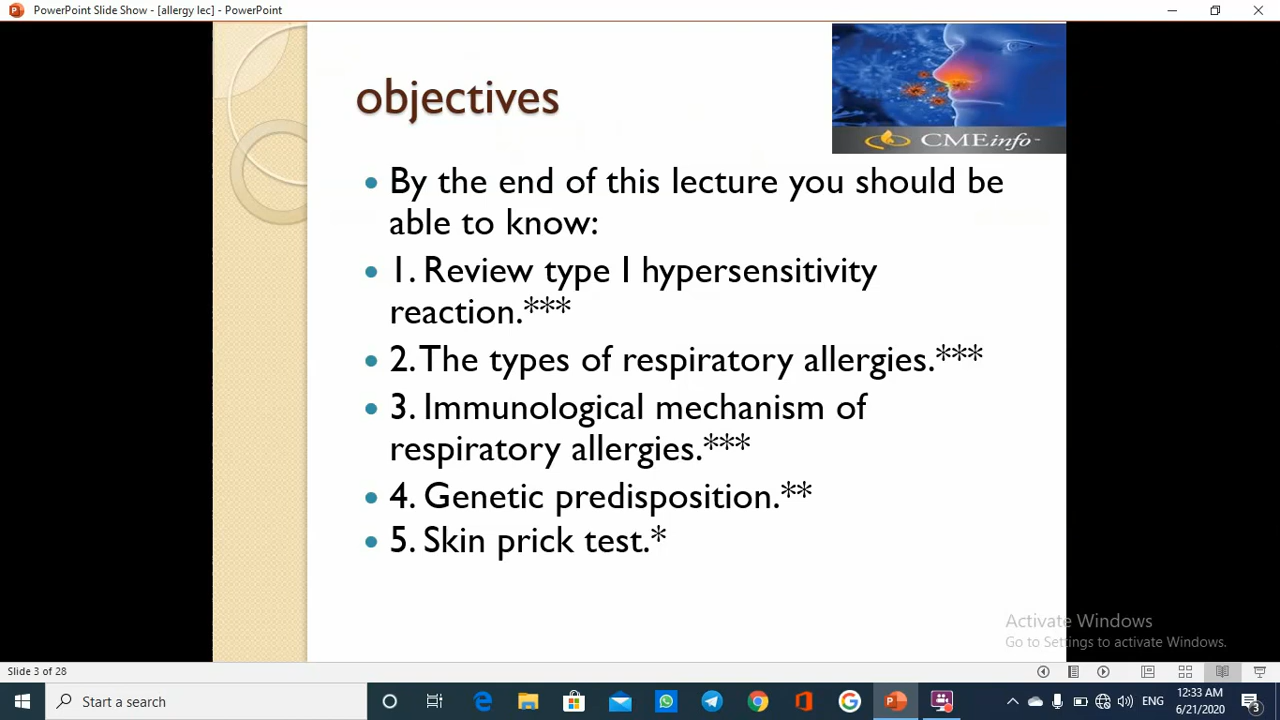 PowerPoint Slide Show - [allergy lec] - PowerPoint
objectives
CMEinfo
By the end of this lecture you should be
able to know:
1. Review type I hypersensitivity
reaction.***
2. The types of respiratory allergies.***
3. Immunological mechanism of
respiratory allergies.***
4. Genetic predisposition.**
5. Skin prick test.*
Activate Windows
Go to Settings to activate Windows.
Slide 3 of 28
Start a search
ENG
12:33 AM
6/21/2020
3